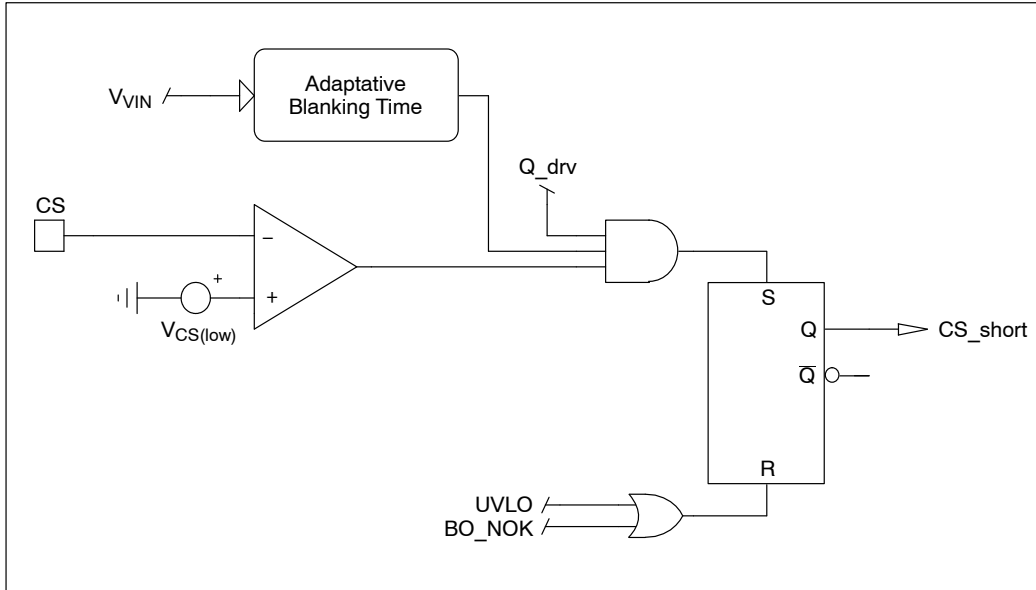 Adaptative
Blanking Time
VVIN
Q_drv
CS
–
+
+
VCS(low)
S
Q
CS_short
Q̅
R
UVLO
BO_NOK